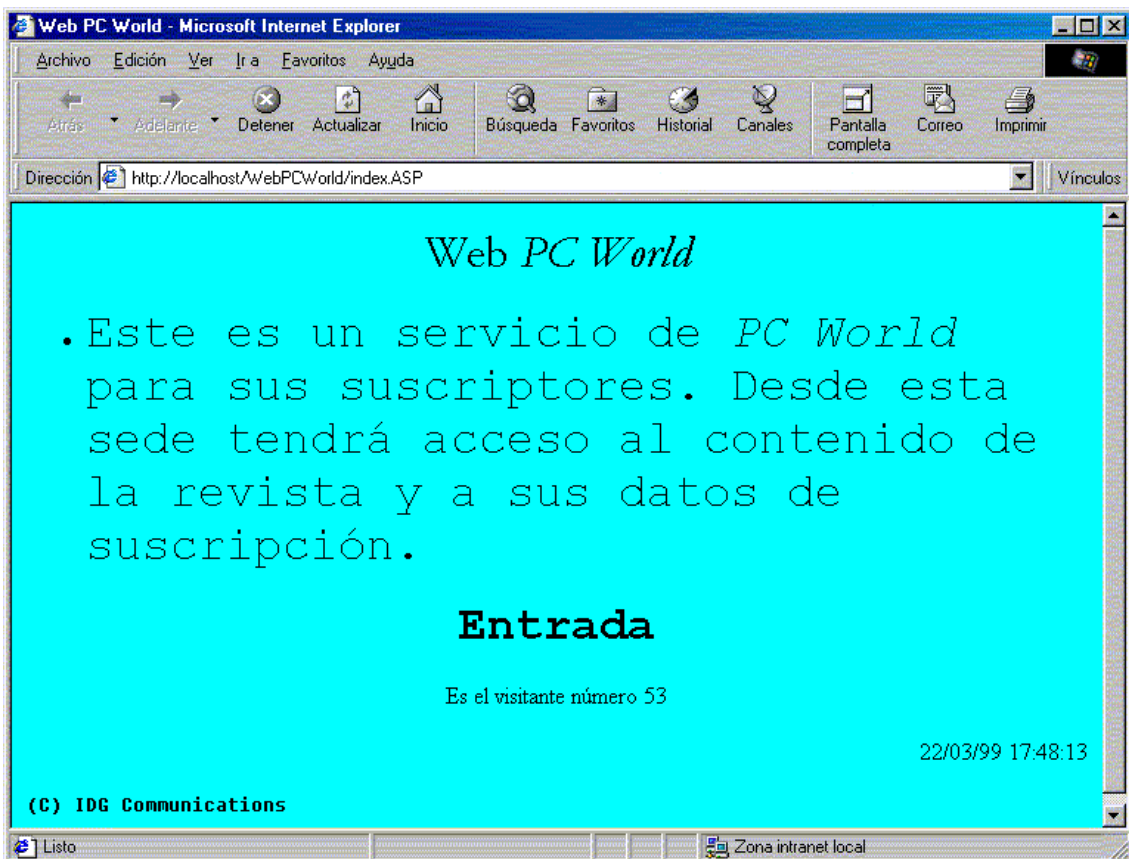 Web PC World - Microsoft Internet Explorer
Archivo Edición Ver Ir a Favoritos Ayuda
Atrás Adelante Detener Actualizar Inicio Búsqueda Favoritos Historial Canales Pantalla completa Correo Imprimir
Dirección http://localhost/WebPCWorld/index.ASP Vínculos
Web PC World
.Este es un servicio de PC World
para sus suscriptores. Desde esta
sede tendrá acceso al contenido de
la revista y a sus datos de
suscripción.
Entrada
Es el visitante número 53
22/03/99 17:48:13
(C) IDG Communications
Listo Zona intranet local